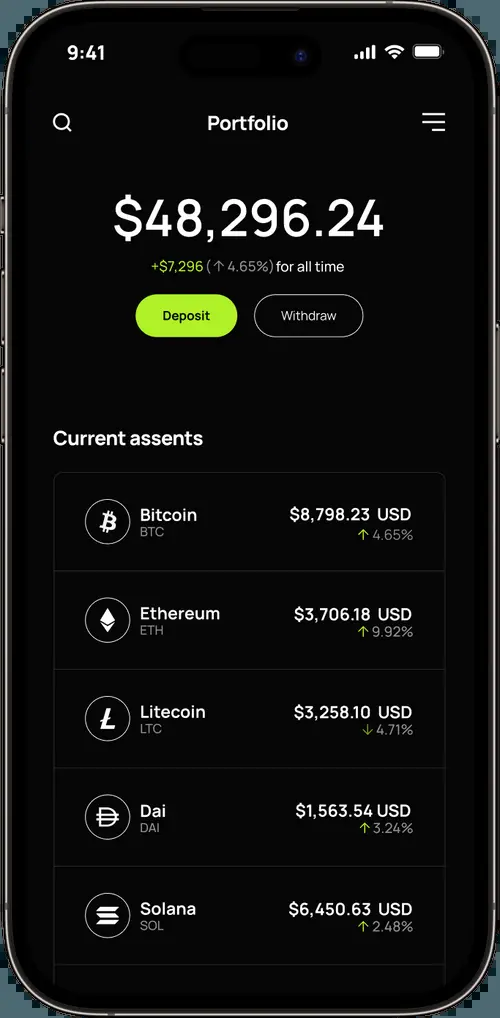 9:41
Portfolio
$48,296.24
+$7,296 (↑ 4.65%) for all time
Deposit
Withdraw
Current assents
Bitcoin
BTC
$8,798.23 USD
↑ 4.65%
Ethereum
ETH
$3,706.18 USD
↑ 9.92%
Litecoin
LTC
$3,258.10 USD
↓ 4.71%
Dai
DAI
$1,563.54 USD
↑ 3.24%
Solana
SOL
$6,450.63 USD
↑ 2.48%